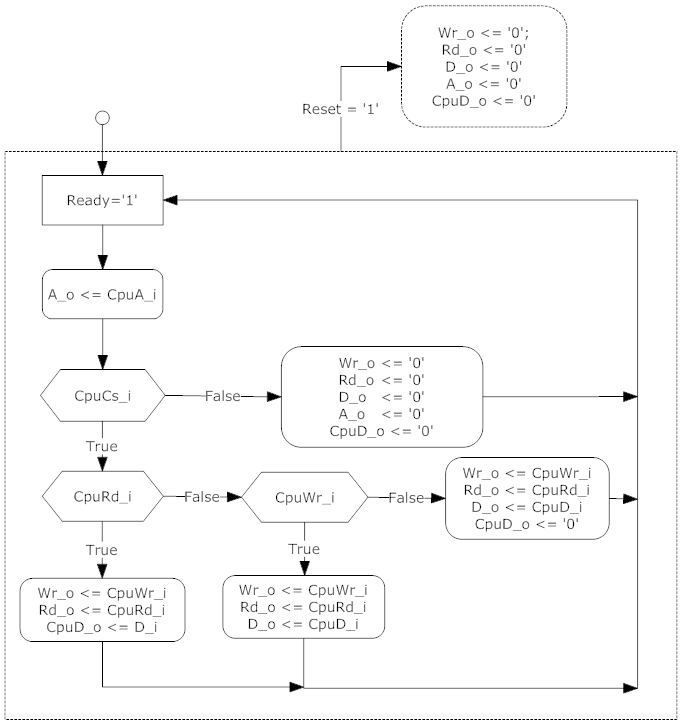 Wr_o <= '0';
Rd_o <= '0'
D_o <= '0'
A_o <= '0'
CpuD_o <= '0'
Reset = '1'
Ready='1'
A_o <= CpuA_i
CpuCs_i
False
Wr_o <= '0'
Rd_o <= '0'
D_o <= '0'
A_o <= '0'
CpuD_o <= '0'
True
CpuRd_i
False
CpuWr_i
False
Wr_o <= CpuWr_i
Rd_o <= CpuRd_i
D_o <= CpuD_i
CpuD_o <= '0'
True
True
Wr_o <= CpuWr_i
Rd_o <= CpuRd_i
CpuD_o <= D_i
Wr_o <= CpuWr_i
Rd_o <= CpuRd_i
D_o <= CpuD_i